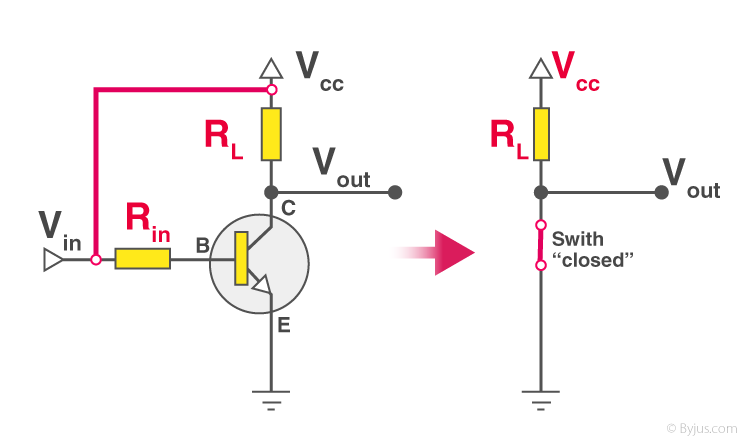 Vcc
RL
Vout
C
Vin
Rin
B
E
Vcc
RL
Vout
Swith
“closed”
© Byjus.com